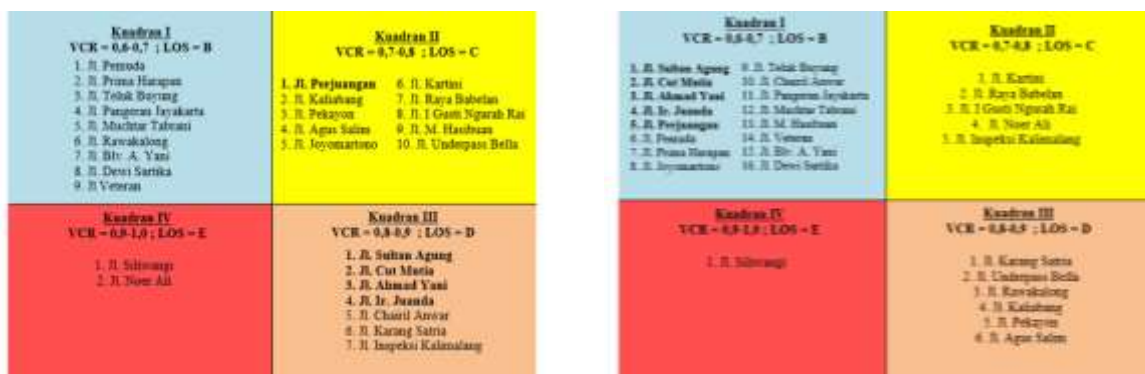 Kuadran I
VCR = 0,6-0,7 ; LOS = B
1. Jl. Pemuda
2. Jl. Prima Harapan
3. Jl. Teluk Buyung
4. Jl. Pangeran Jayakarta
5. Jl. Muchtar Tabrani
6. Jl. Rawakalong
7. Jl. Blv. A. Yani
8. Jl. Dewi Sartika
9. Jl Veteran
Kuadran II
VCR = 0,7-0,8 ; LOS = C
1. Jl. Perjuangan
2. Jl. Kaliabang
3. Jl. Pekayon
4. Jl. Agus Salim
5. Jl. Joyomartono
6. Jl. Kartini
7. Jl. Raya Babelan
8. Jl. I Gusti Ngurah Rai
9. Jl. M. Hasibuan
10. Jl. Underpass Bella
Kuadran IV
VCR = 0,9-1,0 ; LOS = E
1. Jl. Siliwangi
2. Jl. Noer Ali
Kuadran III
VCR = 0,8-0,9 ; LOS = D
1. Jl. Sultan Agung
2. Jl. Cut Mutia
3. Jl. Ahmad Yani
4. Jl. Ir. Juanda
5. Jl. Chairil Anwar
6. Jl. Karang Satria
7. Jl. Inspeksi Kalimalang
Kuadran I
VCR = 0,6-0,7 ; LOS = B
1. Jl. Sultan Agung
2. Jl. Cut Mutia
3. Jl. Ahmad Yani
4. Jl. Ir. Juanda
5. Jl. Perjuangan
6. Jl. Pemuda
7. Jl. Prima Harapan
8. Jl. Joyomartono
9. Jl. Teluk Buyung
10. Jl. Chairil Anwar
11. Jl. Pangeran Jayakarta
12. Jl. Muchtar Tabrani
13. Jl. M. Hasibuan
14. Jl. Veteran
15. Jl. Blv. A. Yani
16. Jl. Dewi Sartika
Kuadran II
VCR = 0,7-0,8 ; LOS = C
1. Jl. Kartini
2. Jl. Raya Babelan
3. Jl. I Gusti Ngurah Rai
4. Jl. Noer Ali
5. Jl. Inspeksi Kalimalang
Kuadran IV
VCR = 0,9-1,0 ; LOS = E
1. Jl. Siliwangi
Kuadran III
VCR = 0,8-0,9 ; LOS = D
1. Jl. Karang Satria
2. Jl. Underpass Bella
3. Jl. Rawakalong
4. Jl. Kaliabang
5. Jl. Pekayon
6. Jl. Agus Salim